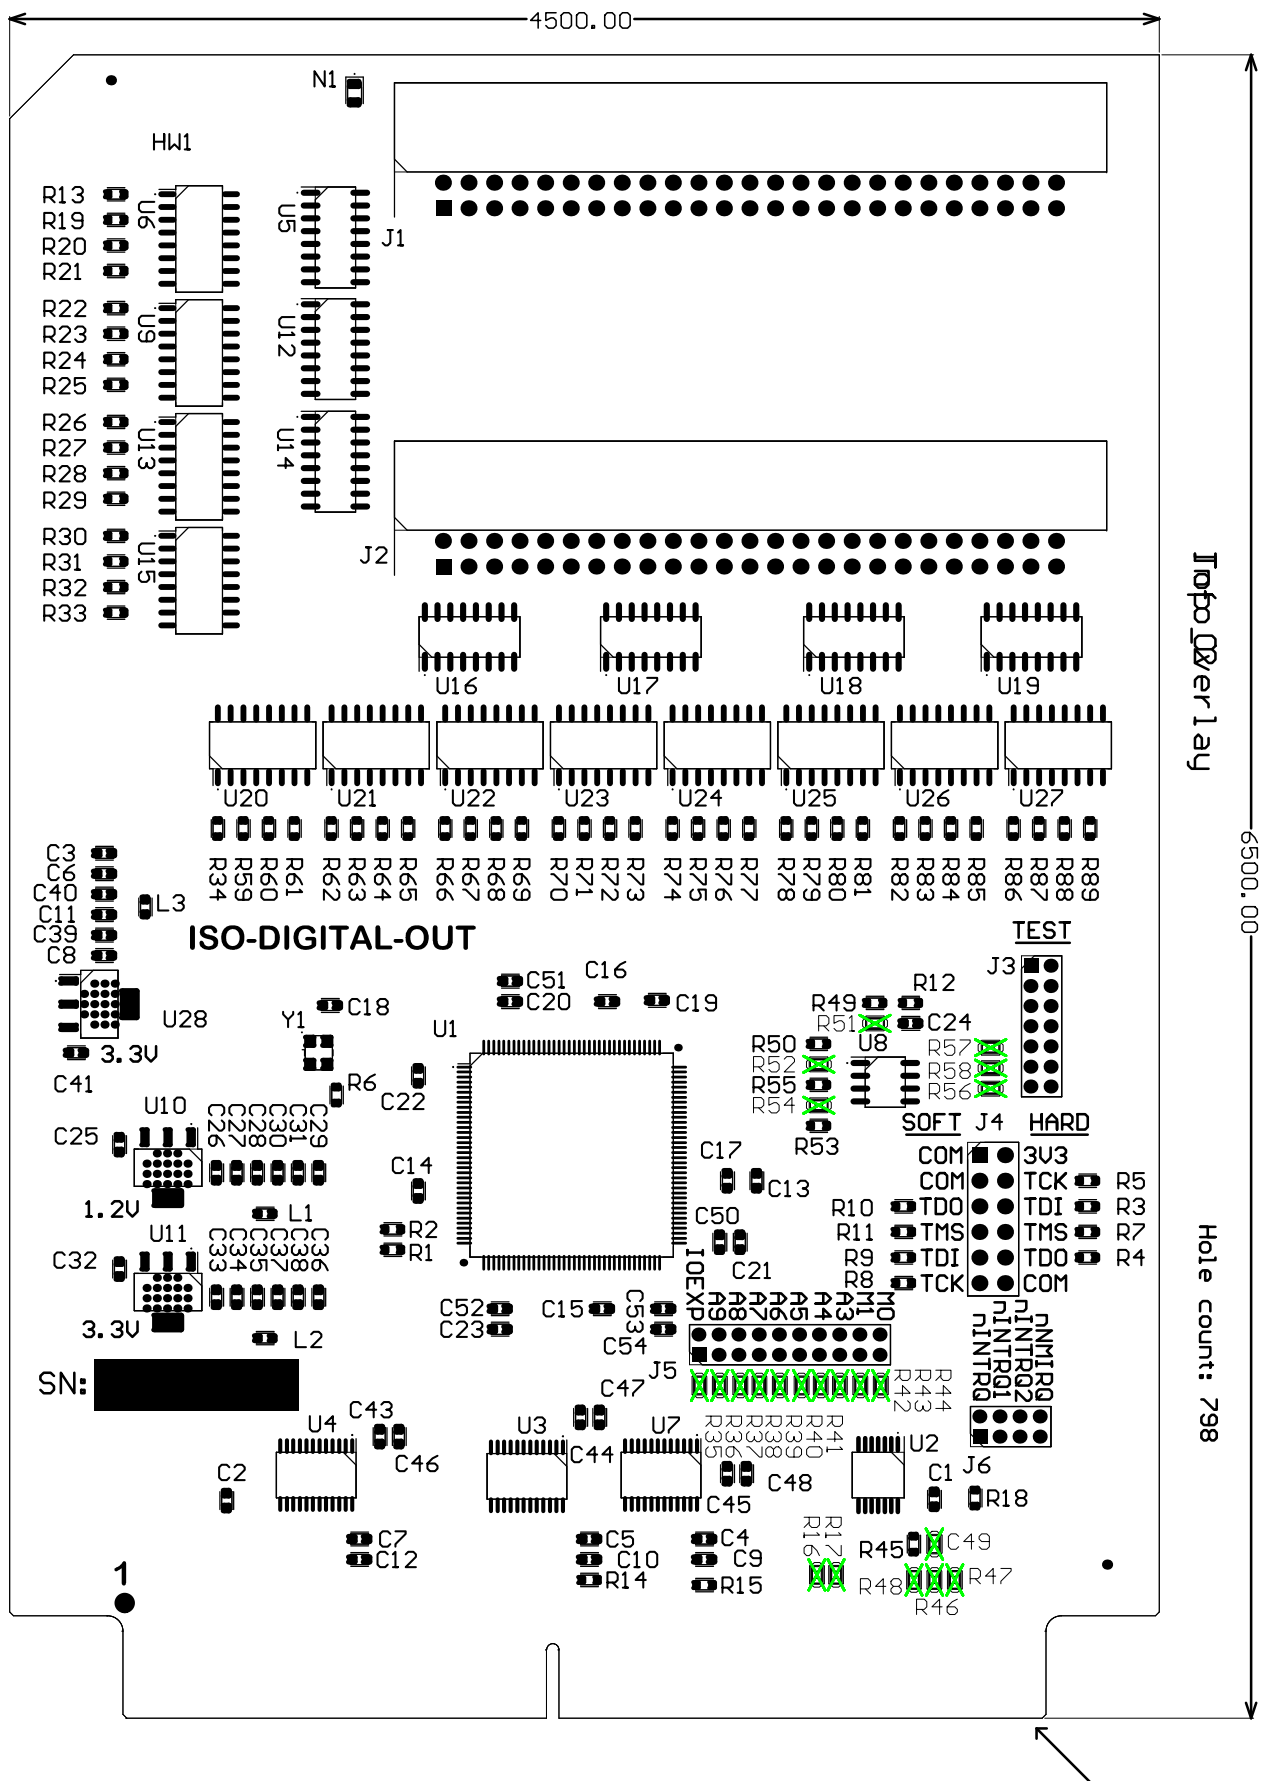 4500.00
N1
HW1
R13
R19
R20
R21
U6
U5
J1
R22
R23
R24
R25
U9
U12
R26
R27
R28
R29
U13
U14
R30
R31
R32
R33
U15
J2
6500.00
Hole count: 798
U16 U17 U18 U19
U20 U21 U22 U23 U24 U25 U26 U27
R34 R59 R60 R61 R62 R63 R64 R65 R66 R67 R68 R69 R70 R71 R72 R73 R74 R75 R76 R77 R78 R79 R80 R81 R82 R83 R84 R85 R86 R87 R88 R89
C3
C6
C40
C11
C39
C8
L3
ISO-DIGITAL-OUT
TEST
J3
U28
3.3V
C41
Y1
C18
R6
C22
U1
C51
C20
C16
C19
R49
R12
R51
C24
R50
U8
R52
R55
R54
R53
R57
R58
R56
U10
C25
C26 C27 C28 C30 C31 C29
1.2V
L1
U11
C32
C33 C34 C35 C37 C38 C36
3.3V
L2
C14
R2
R1
C17
C13
C50
C21
SOFT J4 HARD
COM 3V3
COM TCK R5
R10 TDO TDI R3
R11 TMS TMS R7
R9 TDI TDO R4
R8 TCK COM
C52
C23
C15
C53
C54
IOEXP A9 A8 A7 A6 A5 A4 A3 M1 M0
J5
nINTRQ nINTRQ1 nINTRQ2 nNMIRQ
J6
R42 R43 R44
R35 R36 R37 R38 R39 R40 R41
SN:
C43
U4
C46
C2
C7
C12
U3
C47
C44
U7
C48
C45
U2
C1
R18
C5
C10
R14
C4
C9
R15
R16 R17
R45
C49
R48
R46
R47
1